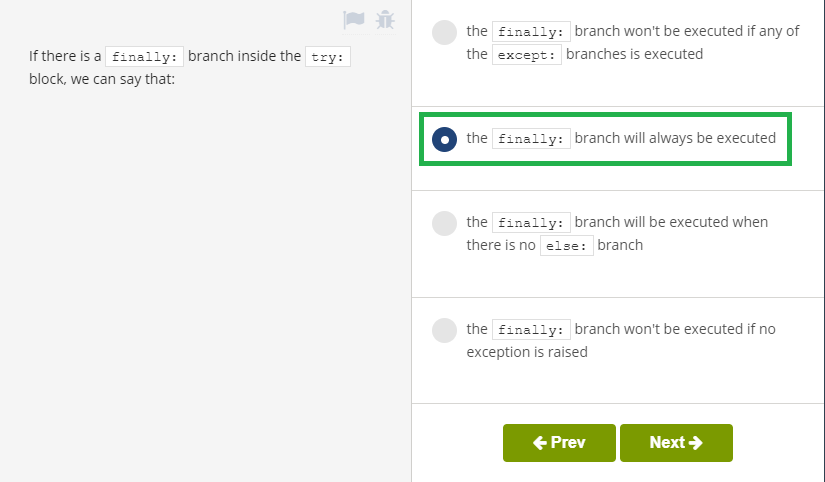 If there is a finally: branch inside the try:
block, we can say that:
the finally: branch won't be executed if any of
the except: branches is executed
the finally: branch will always be executed
the finally: branch will be executed when
there is no else: branch
the finally: branch won't be executed if no
exception is raised
Prev
Next